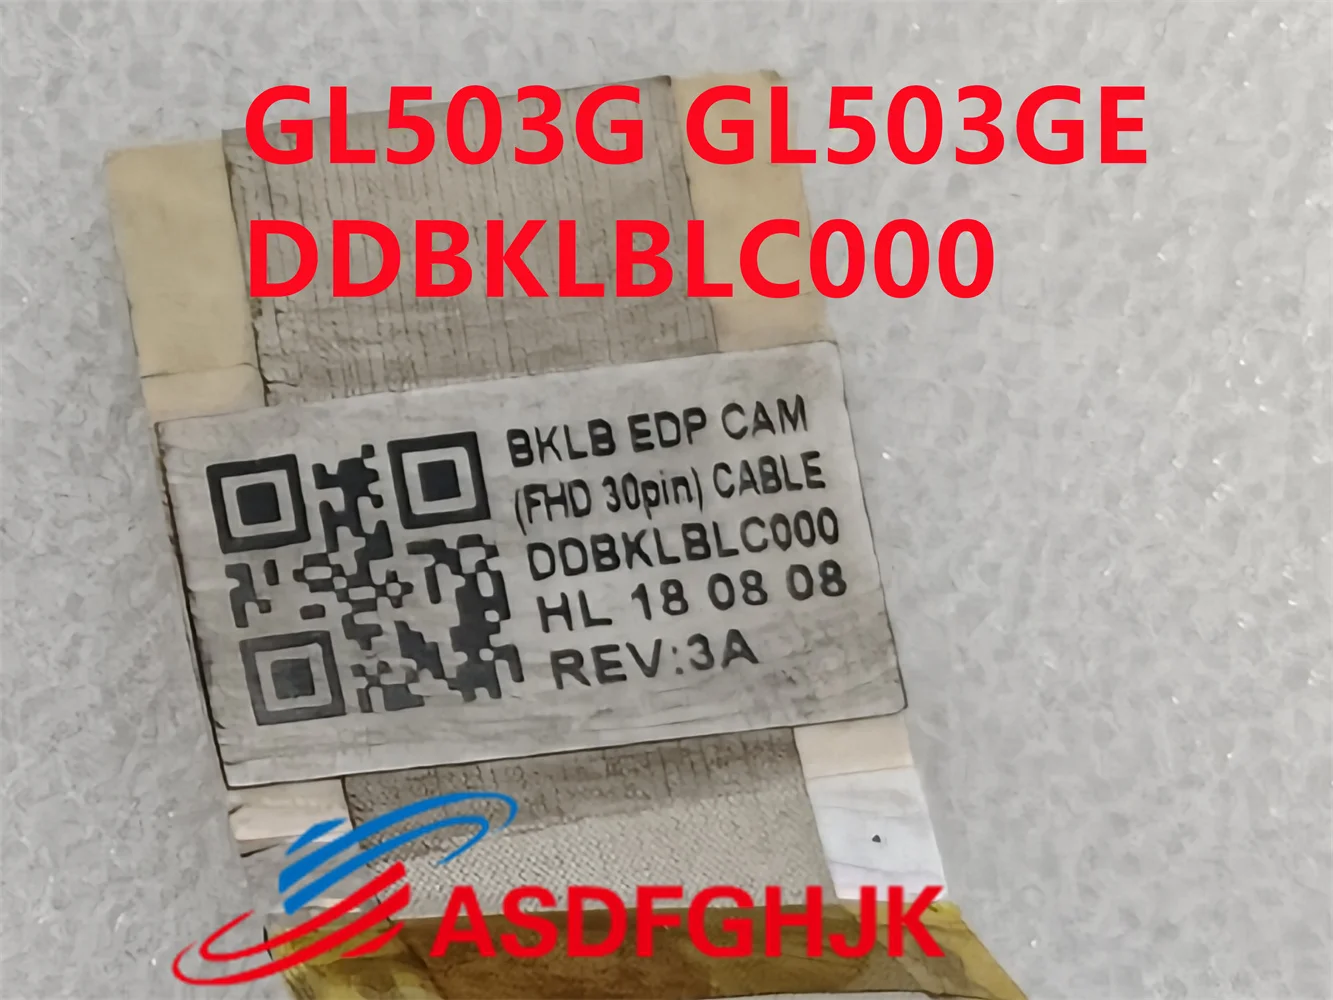 GL503G GL503GE
DDBKLBLC000
BKLB EDP CAM
(FHD 30pin) CABLE
DDBKLBLC000
HL 18 08 08
REV:3A
ASDFGHJK